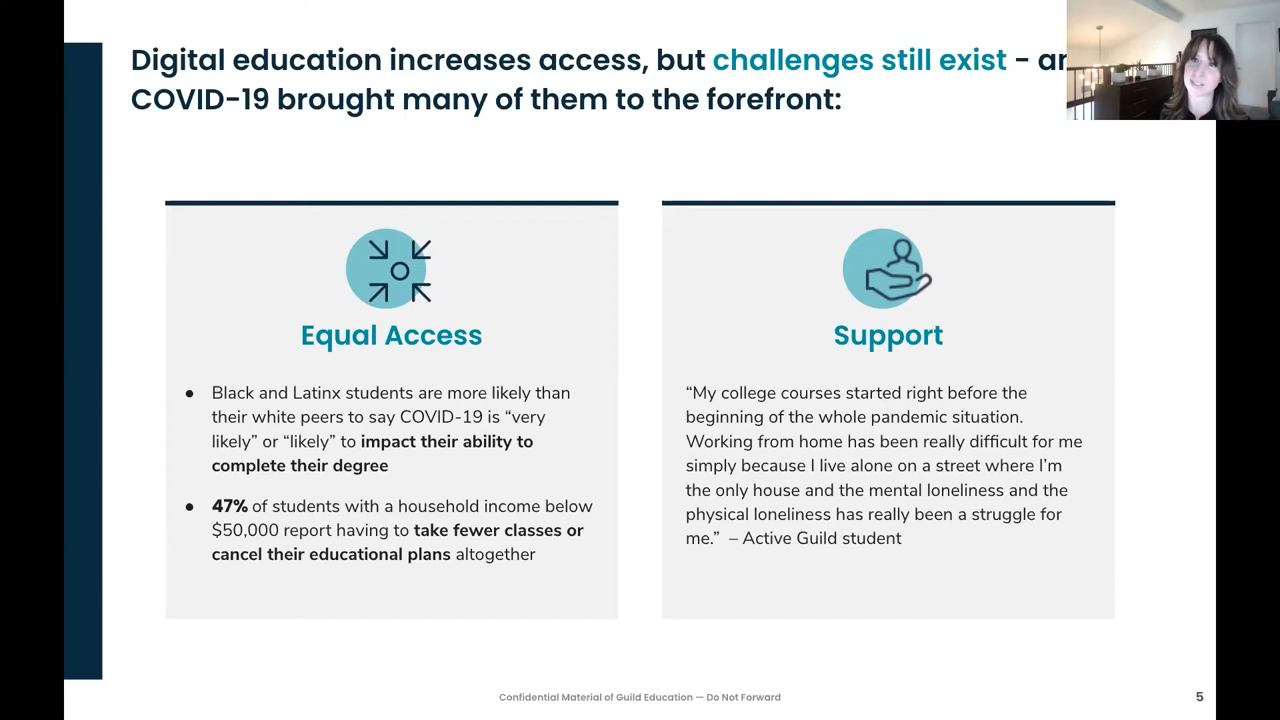 Digital education increases access, but challenges still exist -
COVID-19 brought many of them to the forefront:
Equal Access
● Black and Latinx students are more likely than
their white peers to say COVID-19 is “very
likely” or “likely” to impact their ability to
complete their degree
● 47% of students with a household income below
$50,000 report having to take fewer classes or
cancel their educational plans altogether
Support
“My college courses started right before the
beginning of the whole pandemic situation.
Working from home has been really difficult for me
simply because I live alone on a street where I’m
the only house and the mental loneliness and the
physical loneliness has really been a struggle for
me.” – Active Guild student
Confidential Material of Guild Education — Do Not Forward
5